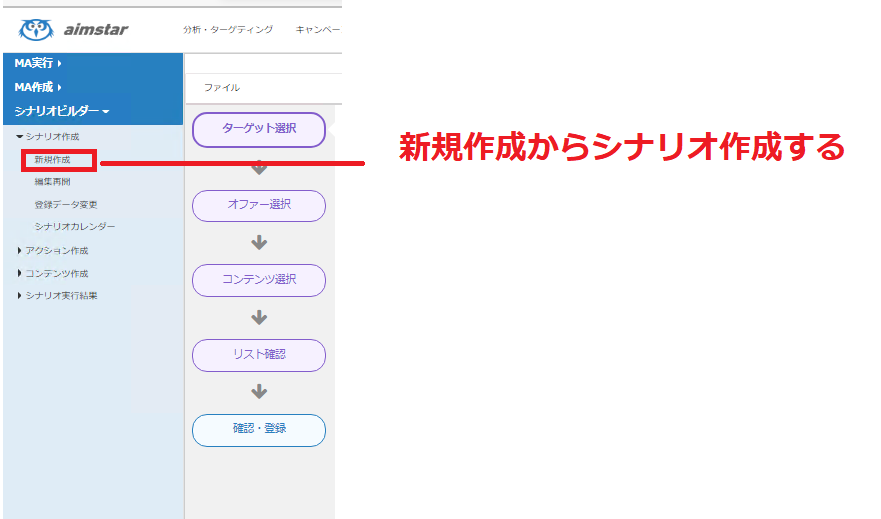 aimstar
分析・ターゲティング キャンペー
MA実行
MA作成
シナリオビルダー
シナリオ作成
新規作成
編集再開
登録データ変更
シナリオカレンダー
アクション作成
コンテンツ作成
シナリオ実行結果
ファイル
ターゲット選択
オファー選択
コンテンツ選択
リスト確認
確認・登録
新規作成からシナリオ作成する